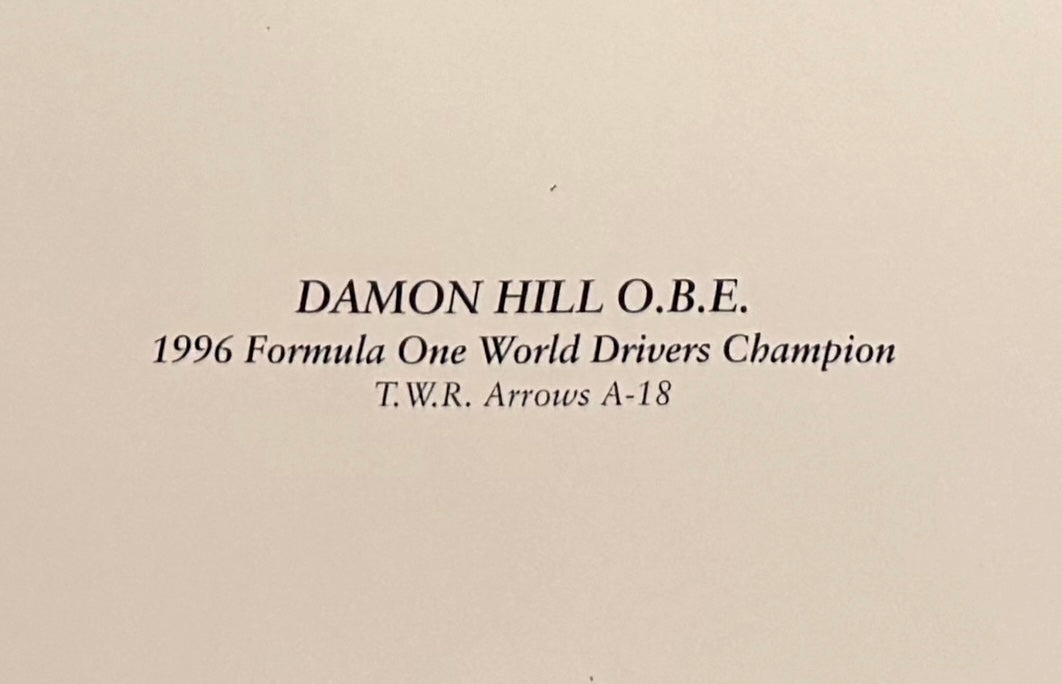 DAMON HILL O.B.E.
1996 Formula One World Drivers Champion
T.W.R. Arrows A-18